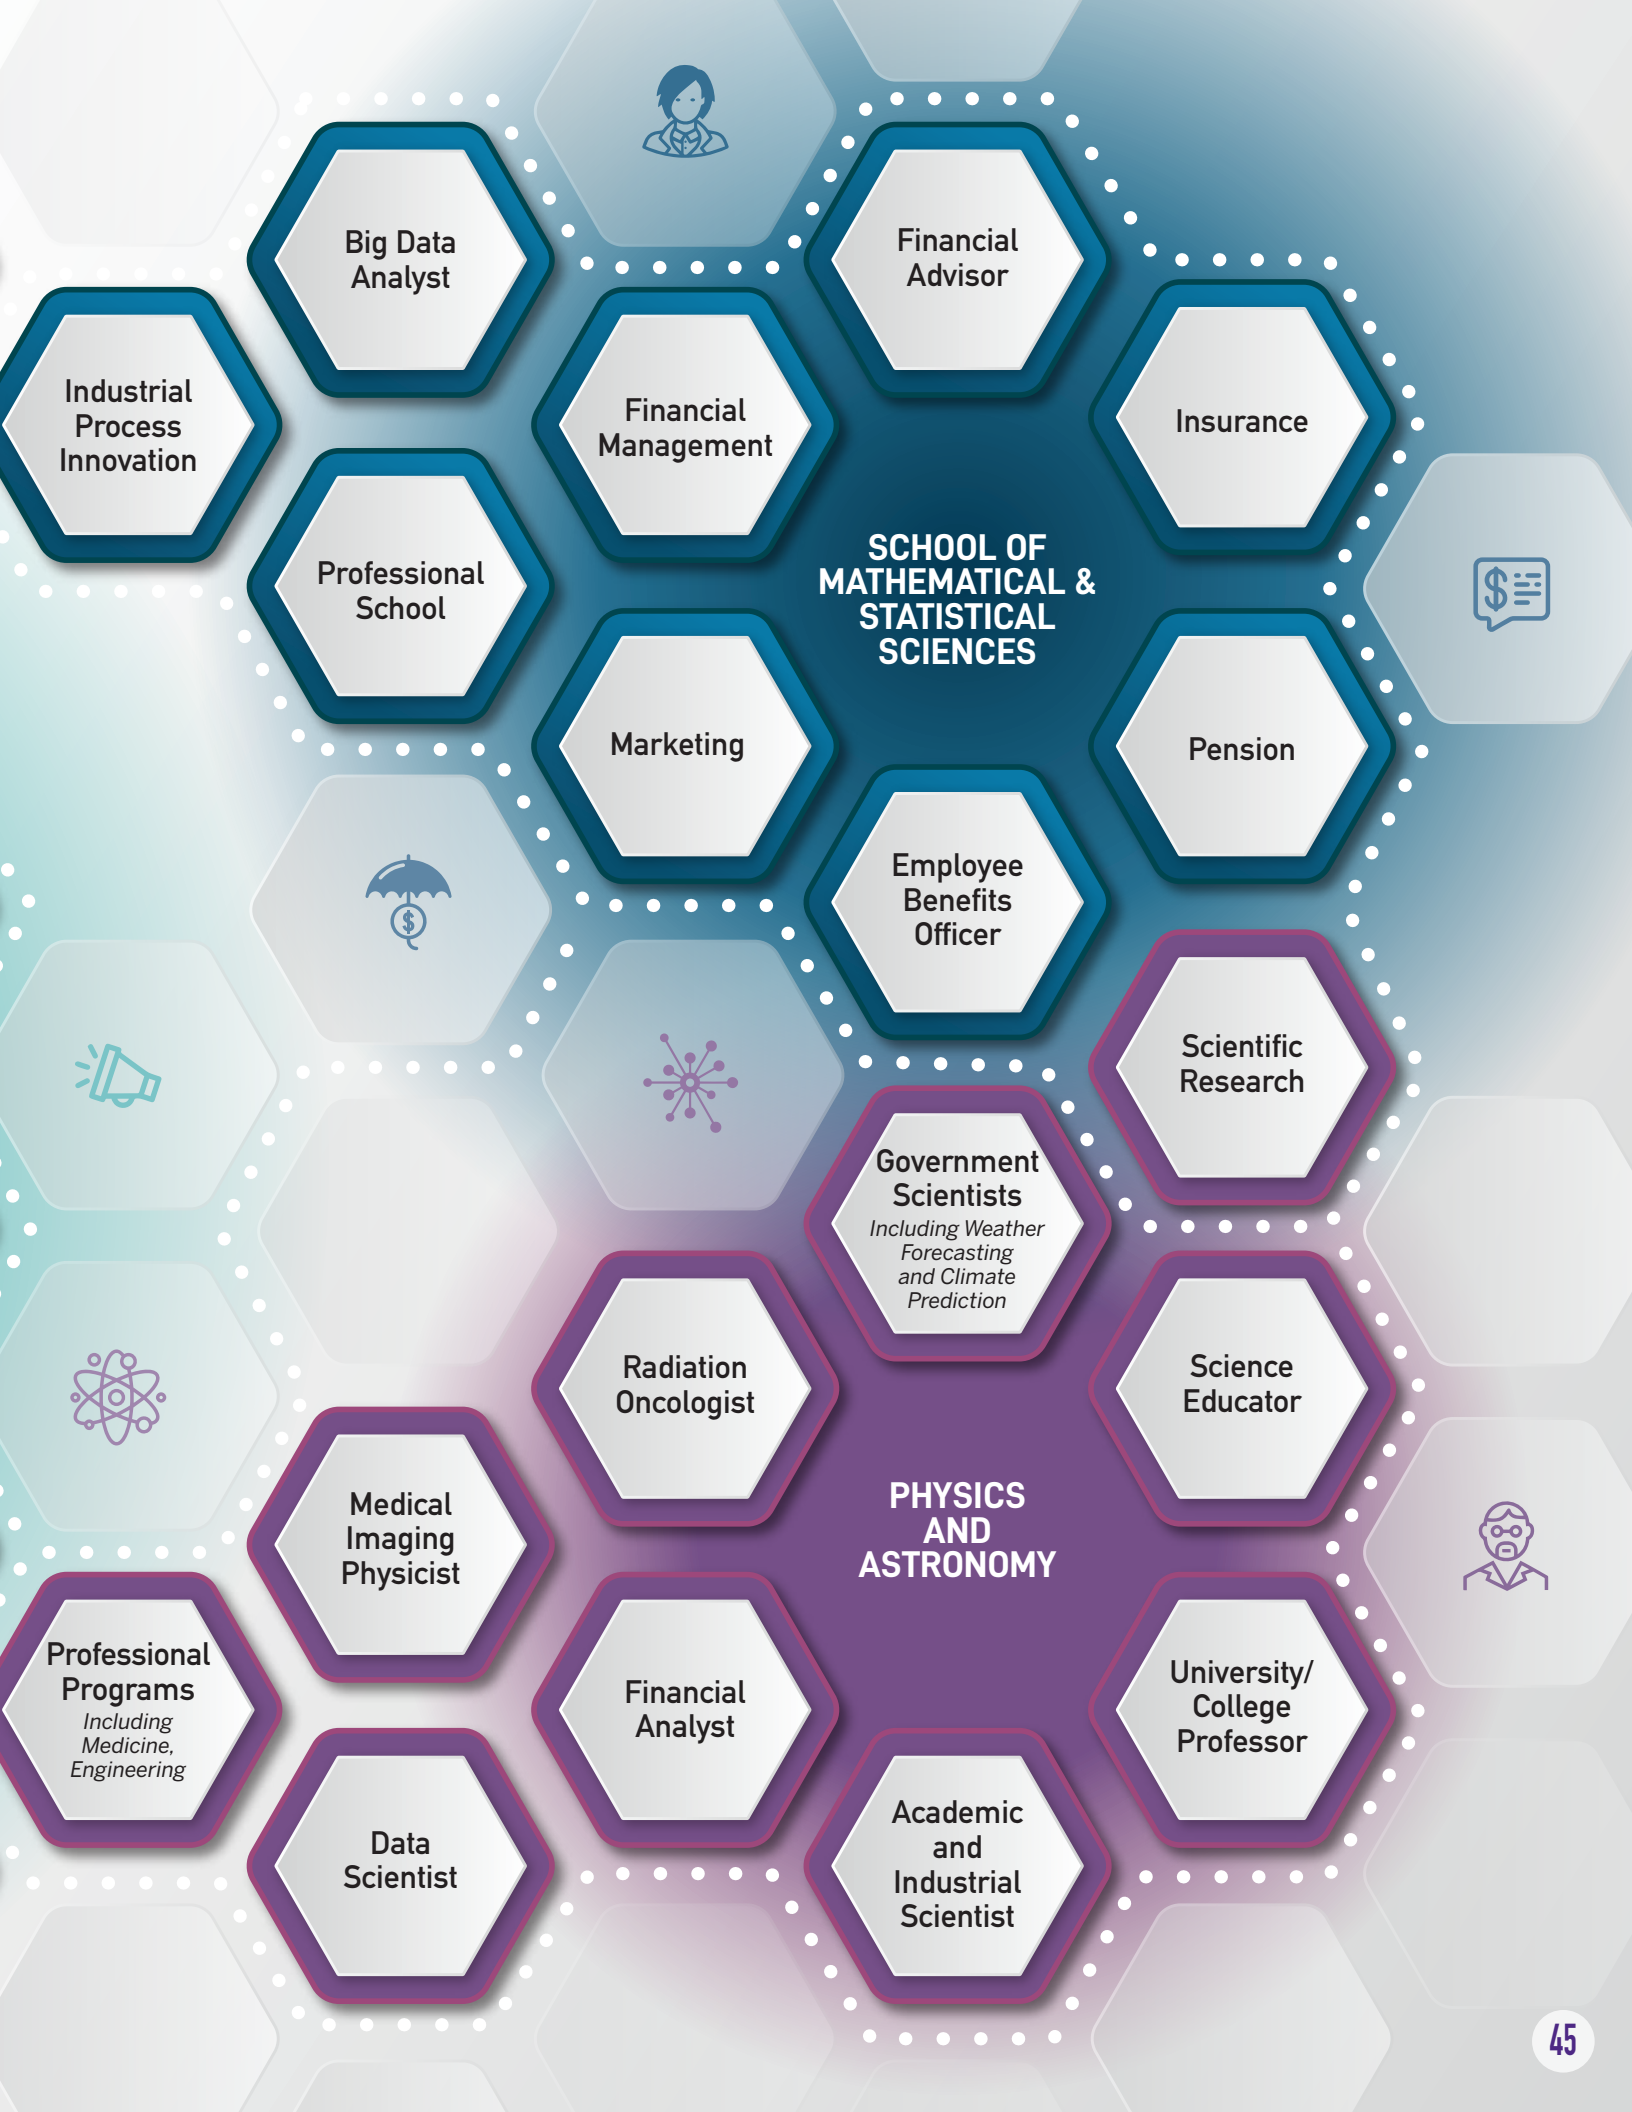 Big Data
Analyst
Financial
Advisor
Industrial
Process
Innovation
Financial
Management
Insurance
Professional
School
SCHOOL OF
MATHEMATICAL &
STATISTICAL
SCIENCES
Marketing
Pension
Employee
Benefits
Officer
Scientific
Research
Government
Scientists
Including Weather
Forecasting
and Climate
Prediction
Radiation
Oncologist
Science
Educator
Medical
Imaging
Physicist
PHYSICS
AND
ASTRONOMY
Professional
Programs
Including
Medicine,
Engineering
Financial
Analyst
University/
College
Professor
Data
Scientist
Academic
and
Industrial
Scientist
45